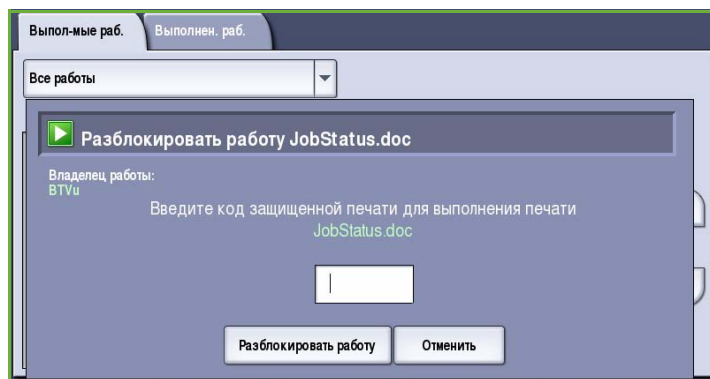 Выпол-мые раб.
Выполнен. раб.
Все работы
Разблокировать работу JobStatus.doc
Владелец работы:
BTVu
Введите код защищенной печати для выполнения печати
JobStatus.doc
Разблокировать работу
Отменить